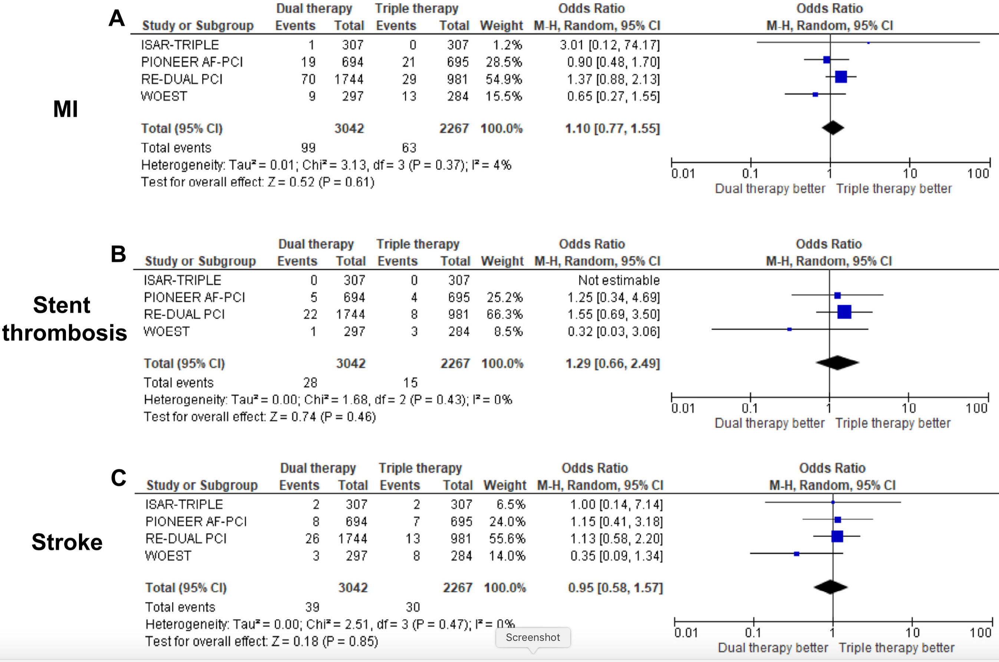 A
Dual therapy Triple therapy Odds Ratio Odds Ratio
Study or Subgroup Events Total Events Total Weight M-H, Random, 95% CI M-H, Random, 95% CI
ISAR-TRIPLE 1 307 0 307 1.2% 3.01 [0.12, 74.17]
PIONEER AF-PCI 19 694 21 695 28.5% 0.90 [0.48, 1.70]
RE-DUAL PCI 70 1744 29 981 54.9% 1.37 [0.88, 2.13]
WOEST 9 297 13 284 15.5% 0.65 [0.27, 1.55]
MI
Total (95% CI) 3042 2267 100.0% 1.10 [0.77, 1.55]
Total events 99 63
Heterogeneity: Tau² = 0.01; Chi² = 3.13, df = 3 (P = 0.37); I² = 4%
Test for overall effect: Z = 0.52 (P = 0.61)
0.01 0.1 1 10 100
Dual therapy better Triple therapy better
B
Dual therapy Triple therapy Odds Ratio Odds Ratio
Study or Subgroup Events Total Events Total Weight M-H, Random, 95% CI M-H, Random, 95% CI
ISAR-TRIPLE 0 307 0 307 Not estimable
PIONEER AF-PCI 5 694 4 695 25.2% 1.25 [0.34, 4.69]
RE-DUAL PCI 22 1744 8 981 66.3% 1.55 [0.69, 3.50]
WOEST 1 297 3 284 8.5% 0.32 [0.03, 3.06]
Stent
thrombosis
Total (95% CI) 3042 2267 100.0% 1.29 [0.66, 2.49]
Total events 28 15
Heterogeneity: Tau² = 0.00; Chi² = 1.68, df = 2 (P = 0.43); I² = 0%
Test for overall effect: Z = 0.74 (P = 0.46)
0.01 0.1 1 10 100
Dual therapy better Triple therapy better
C
Dual therapy Triple therapy Odds Ratio Odds Ratio
Study or Subgroup Events Total Events Total Weight M-H, Random, 95% CI M-H, Random, 95% CI
ISAR-TRIPLE 2 307 2 307 6.5% 1.00 [0.14, 7.14]
PIONEER AF-PCI 8 694 7 695 24.0% 1.15 [0.41, 3.18]
RE-DUAL PCI 26 1744 13 981 55.6% 1.13 [0.58, 2.20]
WOEST 3 297 8 284 14.0% 0.35 [0.09, 1.34]
Stroke
Total (95% CI) 3042 2267 100.0% 0.95 [0.58, 1.57]
Total events 39 30
Heterogeneity: Tau² = 0.00; Chi² = 2.51, df = 3 (P = 0.47); I² = 0%
Test for overall effect: Z = 0.18 (P = 0.85)
0.01 0.1 1 10 100
Dual therapy better Triple therapy better
Screenshot